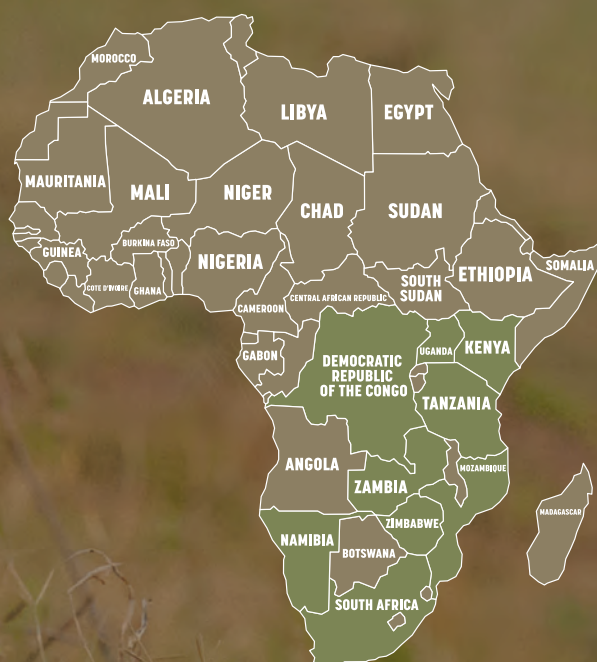 MOROCCO
ALGERIA
LIBYA
EGYPT
MAURITANIA
MALI
NIGER
CHAD
SUDAN
BURKINA FASO
GUINEA
NIGERIA
COTE D'IVOIRE
GHANA
CAMEROON
CENTRAL AFRICAN REPUBLIC
SOUTH
SUDAN
ETHIOPIA
SOMALIA
GABON
DEMOCRATIC
REPUBLIC
OF THE CONGO
UGANDA
KENYA
TANZANIA
ANGOLA
ZAMBIA
MOZAMBIQUE
MADAGASCAR
ZIMBABWE
NAMIBIA
BOTSWANA
SOUTH AFRICA